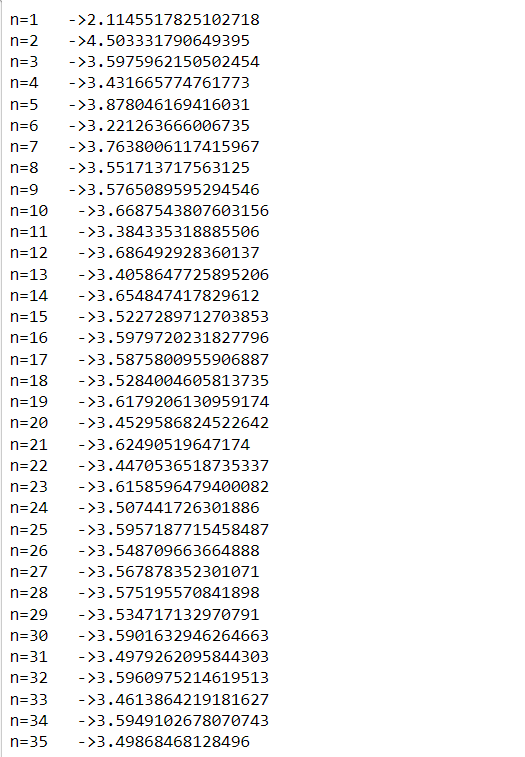 n=1   ->2.1145517825102718
n=2   ->4.503331790649395
n=3   ->3.5975962150502454
n=4   ->3.431665774761773
n=5   ->3.878046169416031
n=6   ->3.221263666006735
n=7   ->3.7638006117415967
n=8   ->3.551713717563125
n=9   ->3.5765089595294546
n=10   ->3.6687543807603156
n=11   ->3.384335318885506
n=12   ->3.686492928360137
n=13   ->3.4058647725895206
n=14   ->3.654847417829612
n=15   ->3.5227289712703853
n=16   ->3.5979720231827796
n=17   ->3.5875800955906887
n=18   ->3.5284004605813735
n=19   ->3.6179206130959174
n=20   ->3.4529586824522642
n=21   ->3.62490519647174
n=22   ->3.4470536518735337
n=23   ->3.6158596479400082
n=24   ->3.507441726301886
n=25   ->3.5957187715458487
n=26   ->3.548709663664888
n=27   ->3.567878352301071
n=28   ->3.575195570841898
n=29   ->3.534717132970791
n=30   ->3.5901632946264663
n=31   ->3.4979262095844303
n=32   ->3.5960975214619513
n=33   ->3.4613864219181627
n=34   ->3.5949102678070743
n=35   ->3.49868468128496